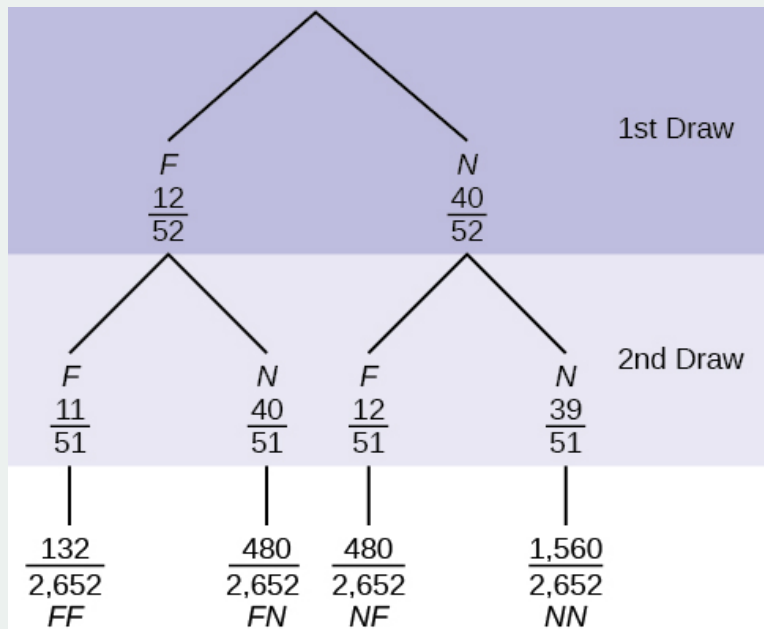 1st Draw
F N
12 40
52 52
2nd Draw
F N F N
11 40 12 39
51 51 51 51
132 480 480 1,560
2,652 2,652 2,652 2,652
FF FN NF NN